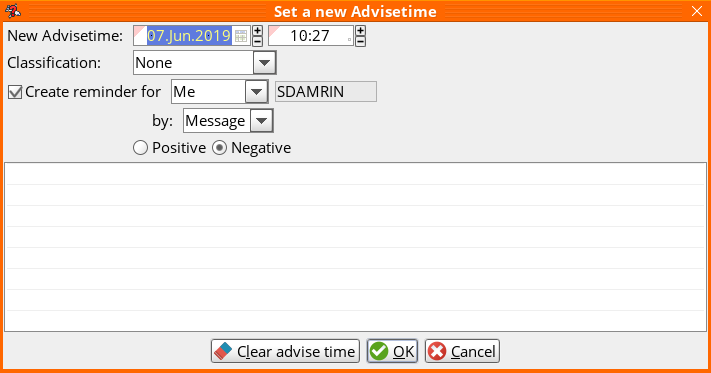 Set a new Advisetime
New Advisetime: 07.Jun.2019 10:27
Classification: None
Create reminder for Me SDAMRIN
by: Message
Positive Negative
Clear advise time OK Cancel